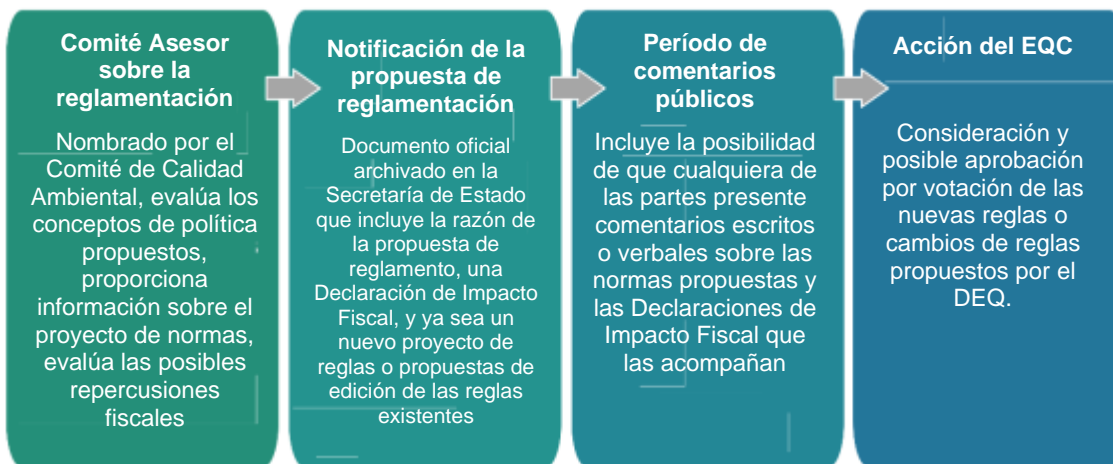 Comité Asesor
sobre la
reglamentación
Nombrado por el
Comité de Calidad
Ambiental, evalúa los
conceptos de política
propuestos,
proporciona
información sobre el
proyecto de normas,
evalúa las posibles
repercusiones
fiscales
Notificación de la
propuesta de
reglamentación
Documento oficial
archivado en la
Secretaría de Estado
que incluye la razón de
la propuesta de
reglamento, una
Declaración de Impacto
Fiscal, y ya sea un
nuevo proyecto de
reglas o propuestas de
edición de las reglas
existentes
Período de
comentarios
públicos
Incluye la posibilidad
de que cualquiera de
las partes presente
comentarios escritos
o verbales sobre las
normas propuestas y
las Declaraciones de
Impacto Fiscal que
las acompañan
Acción del EQC
Consideración y
posible aprobación
por votación de las
nuevas reglas o
cambios de reglas
propuestos por el
DEQ.